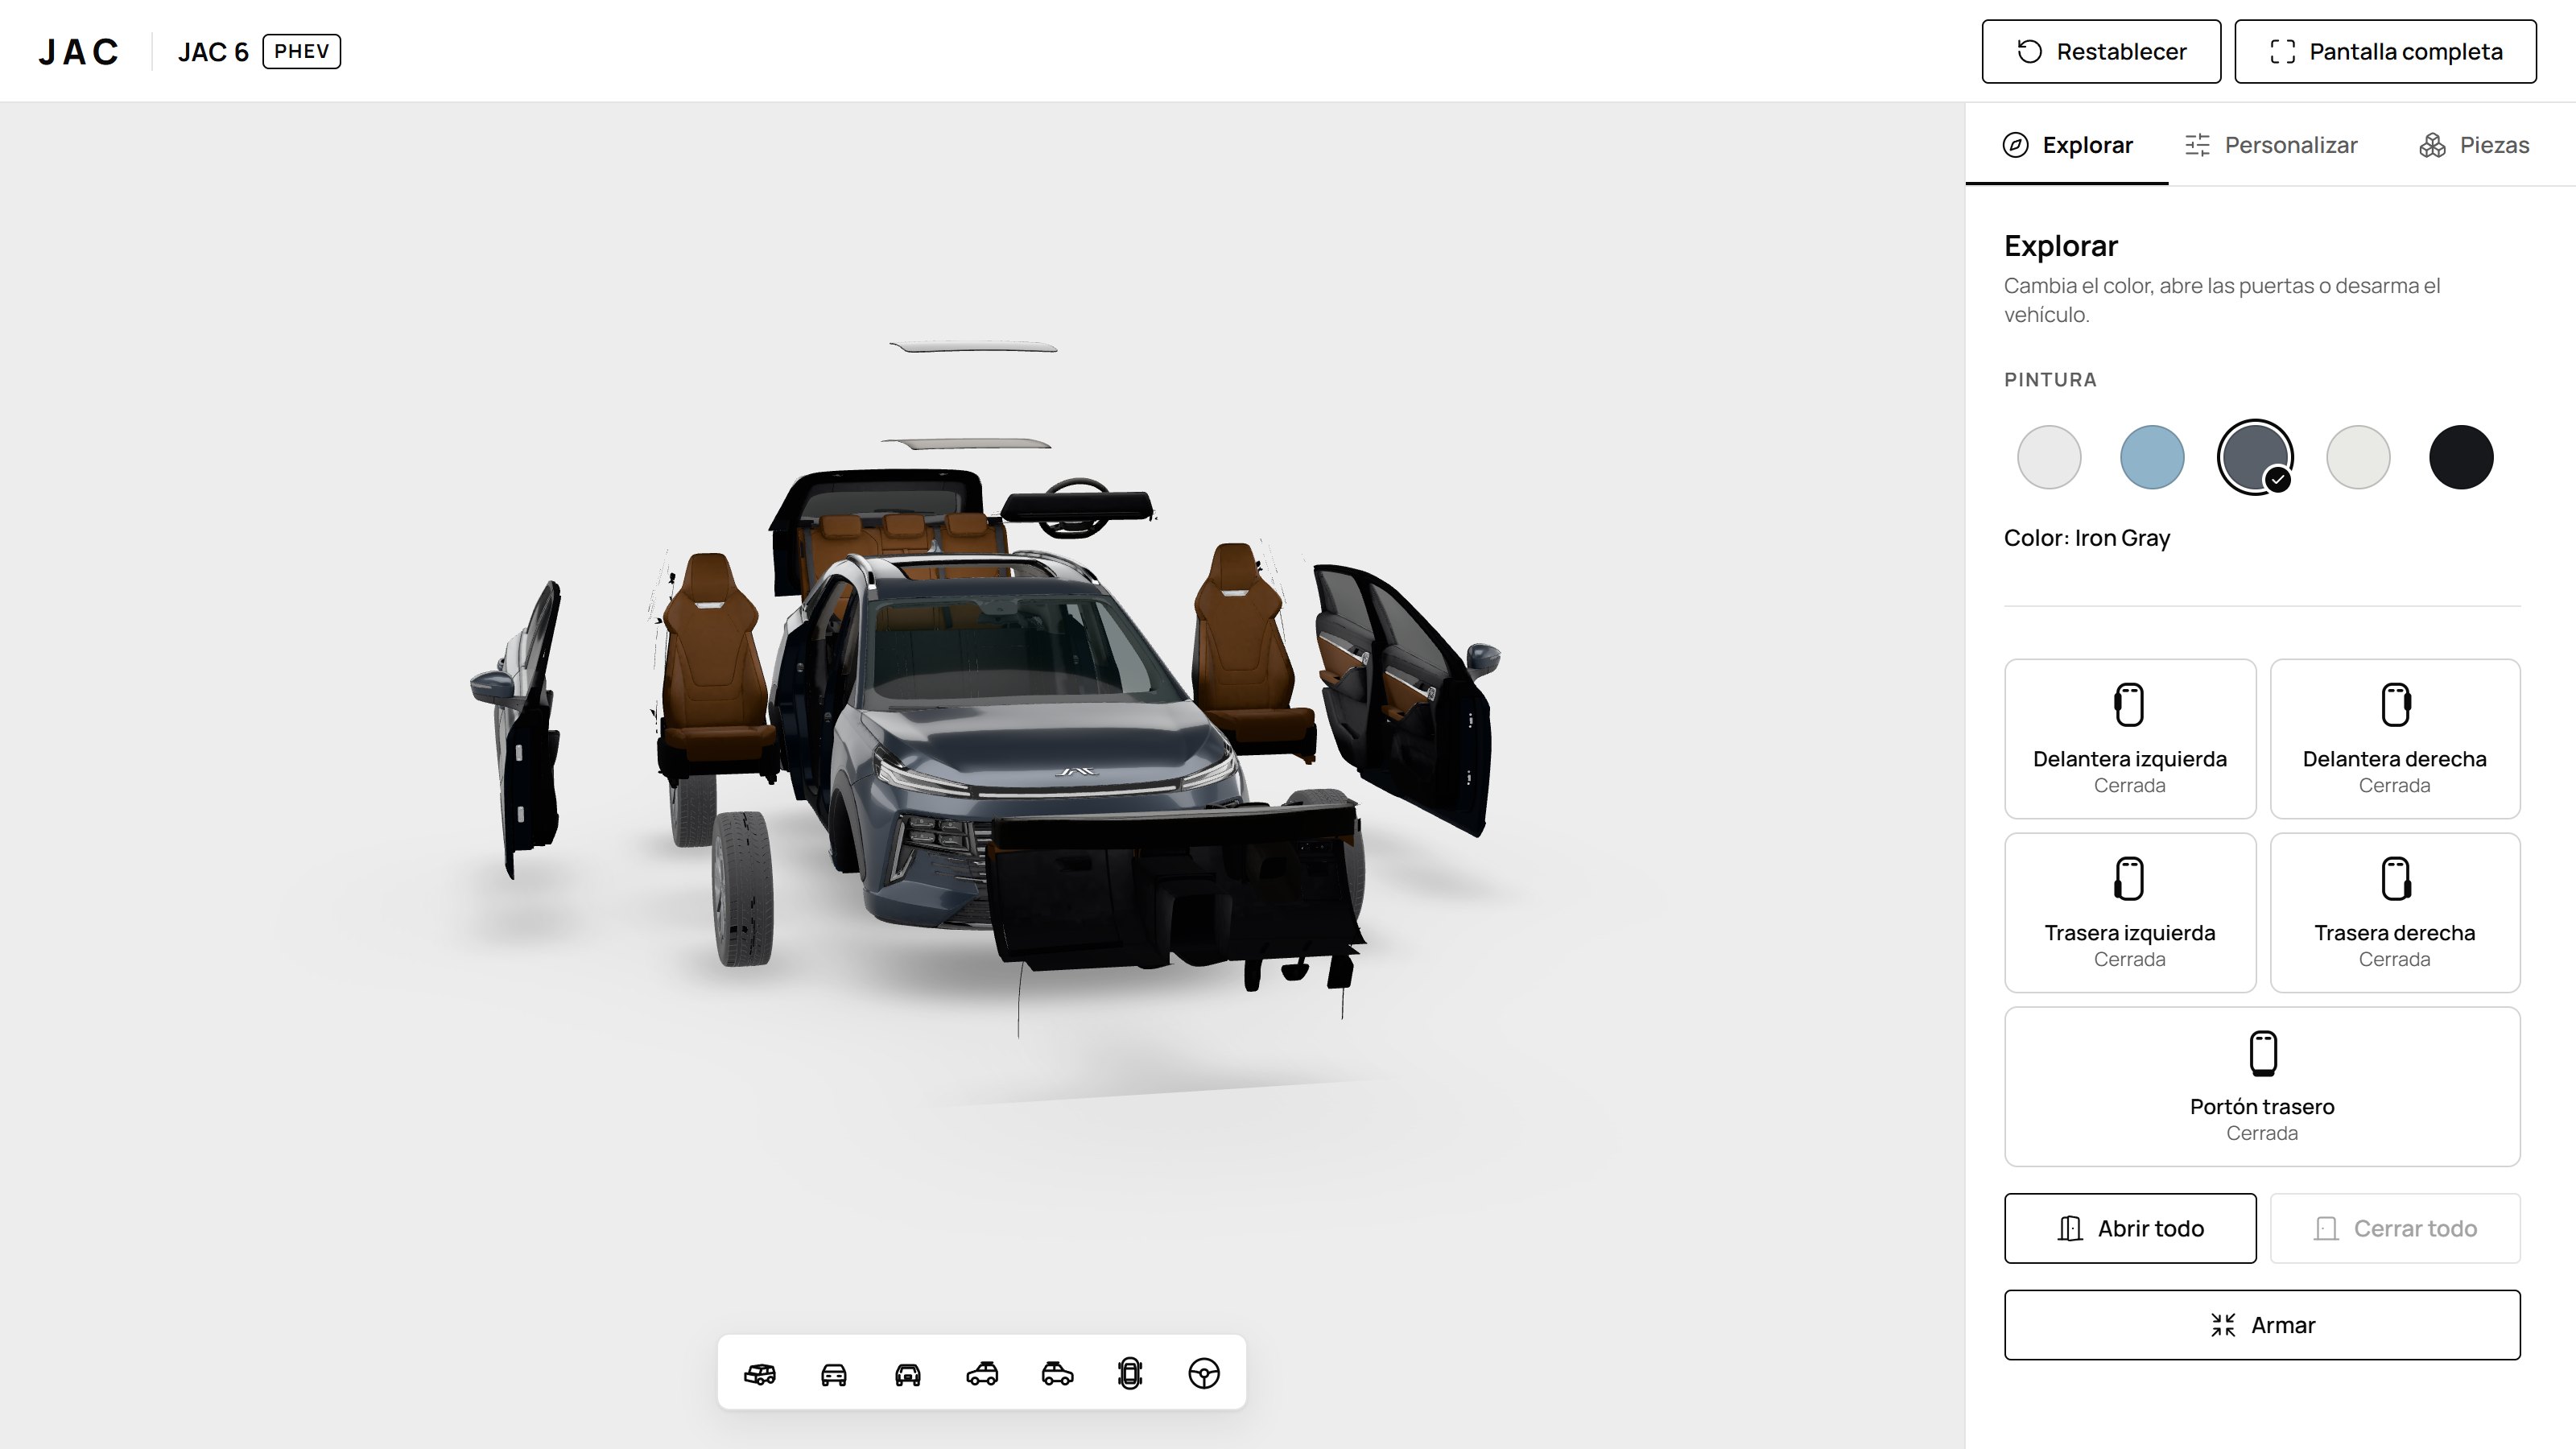 JAC
JAC 6
PHEV
Restablecer
Pantalla completa
Explorar
Personalizar
Piezas
Explorar
Cambia el color, abre las puertas o desarma el
vehículo.
PINTURA
Color: Iron Gray
Delantera izquierda
Cerrada
Delantera derecha
Cerrada
Trasera izquierda
Cerrada
Trasera derecha
Cerrada
Portón trasero
Cerrada
Abrir todo
Cerrar todo
Armar
JAC